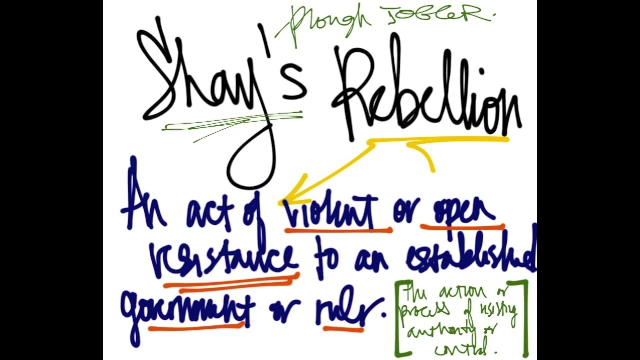 plough JOGGER.
Shay's Rebellion
An act of violent or open
resistance to an established
government or ruler.
The action or
process of resisting
authority or
control.